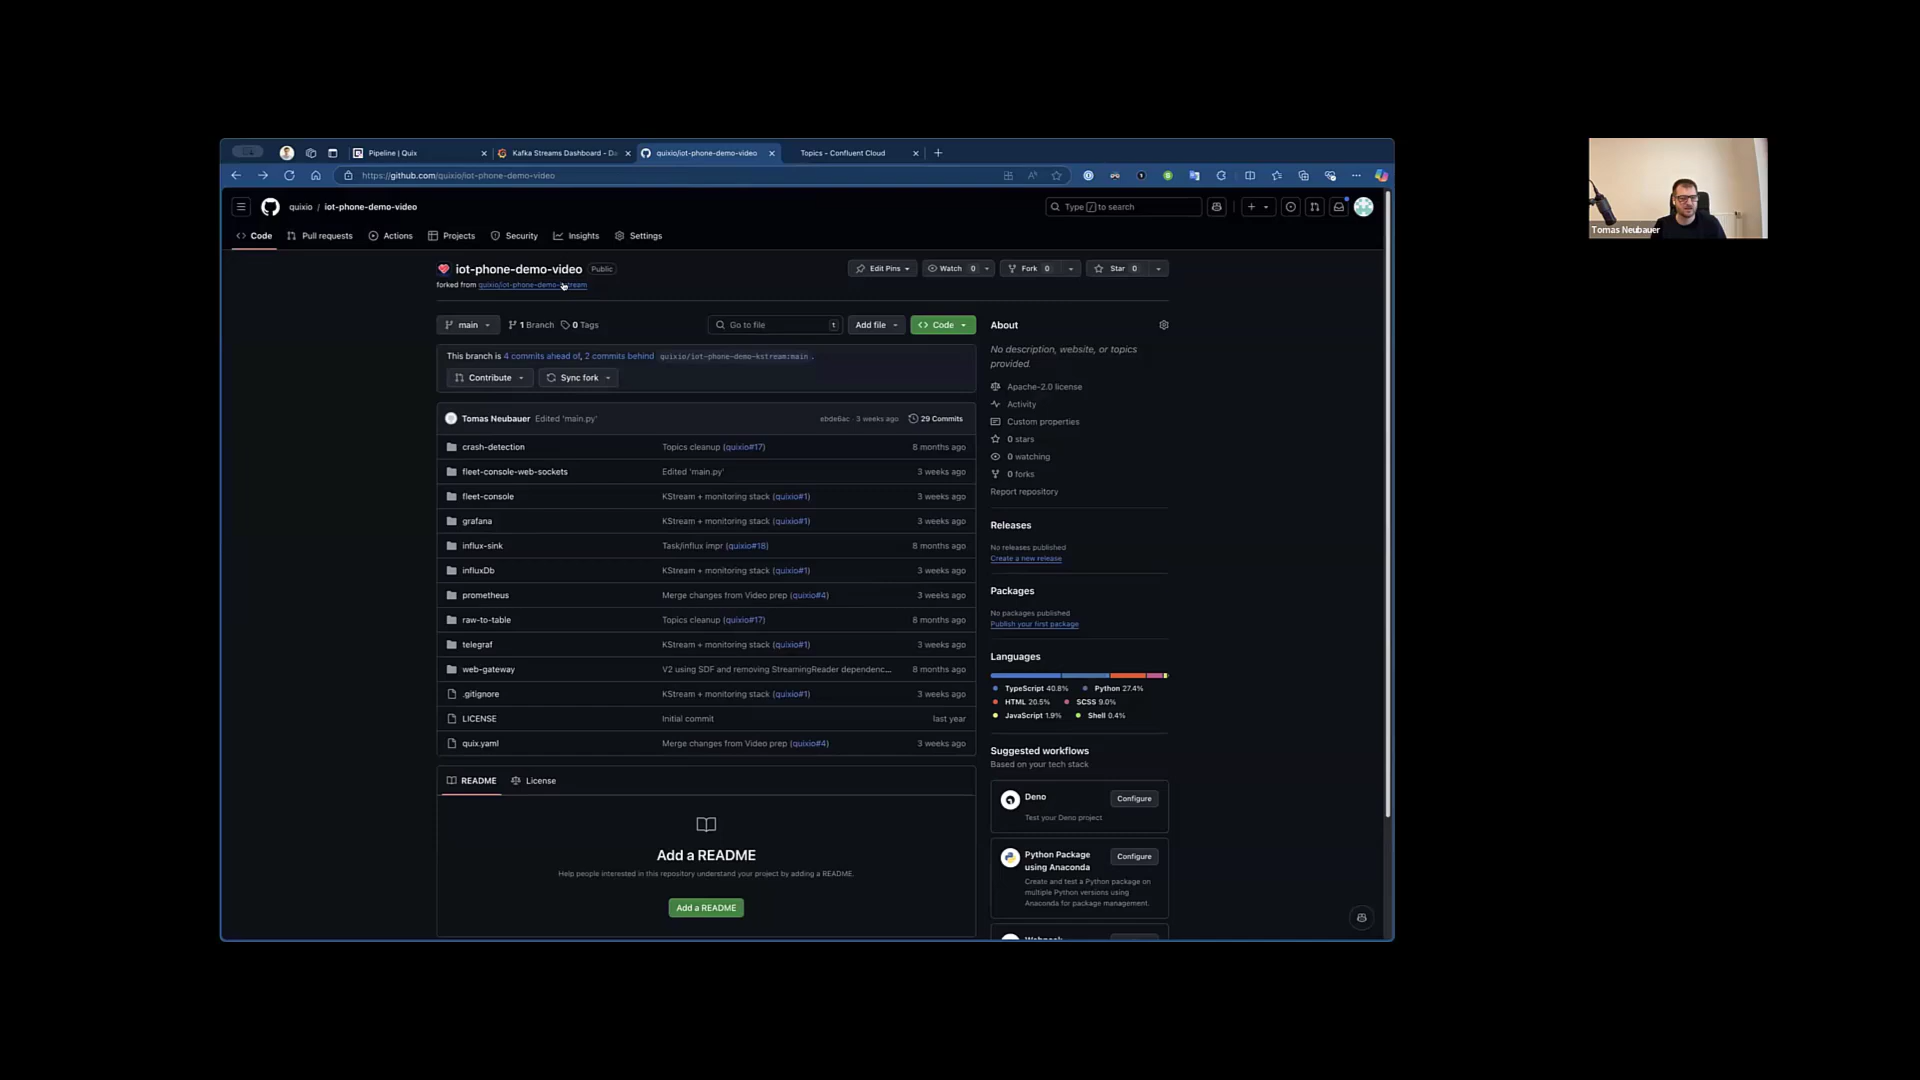 Pipeline | Quix
Kafka Streams Dashboard - Da
quixio/iot-phone-demo-video
Topics - Confluent Cloud
https://github.com/quixio/iot-phone-demo-video
quixio / iot-phone-demo-video
Type / to search
Code
Pull requests
Actions
Projects
Security
Insights
Settings
iot-phone-demo-video
Public
Edit Pins
Watch 0
Fork 0
Star 0
forked from
main
1 Branch
0 Tags
Go to file
t
Add file
Code
This branch is 4 commits ahead of, 2 commits behind quixio/iot-phone-demo-kstream:main .
Contribute
Sync fork
Tomas Neubauer Edited 'main.py'
ebde6ac · 3 weeks ago
29 Commits
crash-detection Topics cleanup (quixio#17) 8 months ago
fleet-console-web-sockets Edited 'main.py' 3 weeks ago
fleet-console KStream + monitoring stack (quixio#1) 3 weeks ago
grafana KStream + monitoring stack (quixio#1) 3 weeks ago
influx-sink Task/influx impr (quixio#18) 8 months ago
influxDb KStream + monitoring stack (quixio#1) 3 weeks ago
prometheus Merge changes from Video prep (quixio#4) 3 weeks ago
raw-to-table Topics cleanup (quixio#17) 8 months ago
telegraf KStream + monitoring stack (quixio#1) 3 weeks ago
web-gateway V2 using SDF and removing StreamingReader dependenc... 8 months ago
.gitignore KStream + monitoring stack (quixio#1) 3 weeks ago
LICENSE Initial commit last year
quix.yaml Merge changes from Video prep (quixio#4) 3 weeks ago
README
License
Add a README
Help people interested in this repository understand your project by adding a README.
Add a README
About
No description, website, or topics
provided.
Apache-2.0 license
Activity
Custom properties
0 stars
0 watching
0 forks
Report repository
Releases
No releases published
Create a new release
Packages
No packages published
Publish your first package
Languages
TypeScript 40.8%
Python 27.4%
HTML 20.5%
SCSS 9.0%
JavaScript 1.9%
Shell 0.4%
Suggested workflows
Based on your tech stack
Deno
Configure
Test your Deno project
Python Package
using Anaconda
Configure
Create and test a Python package on
multiple Python versions using
Anaconda for package management.
Tomas Neubauer